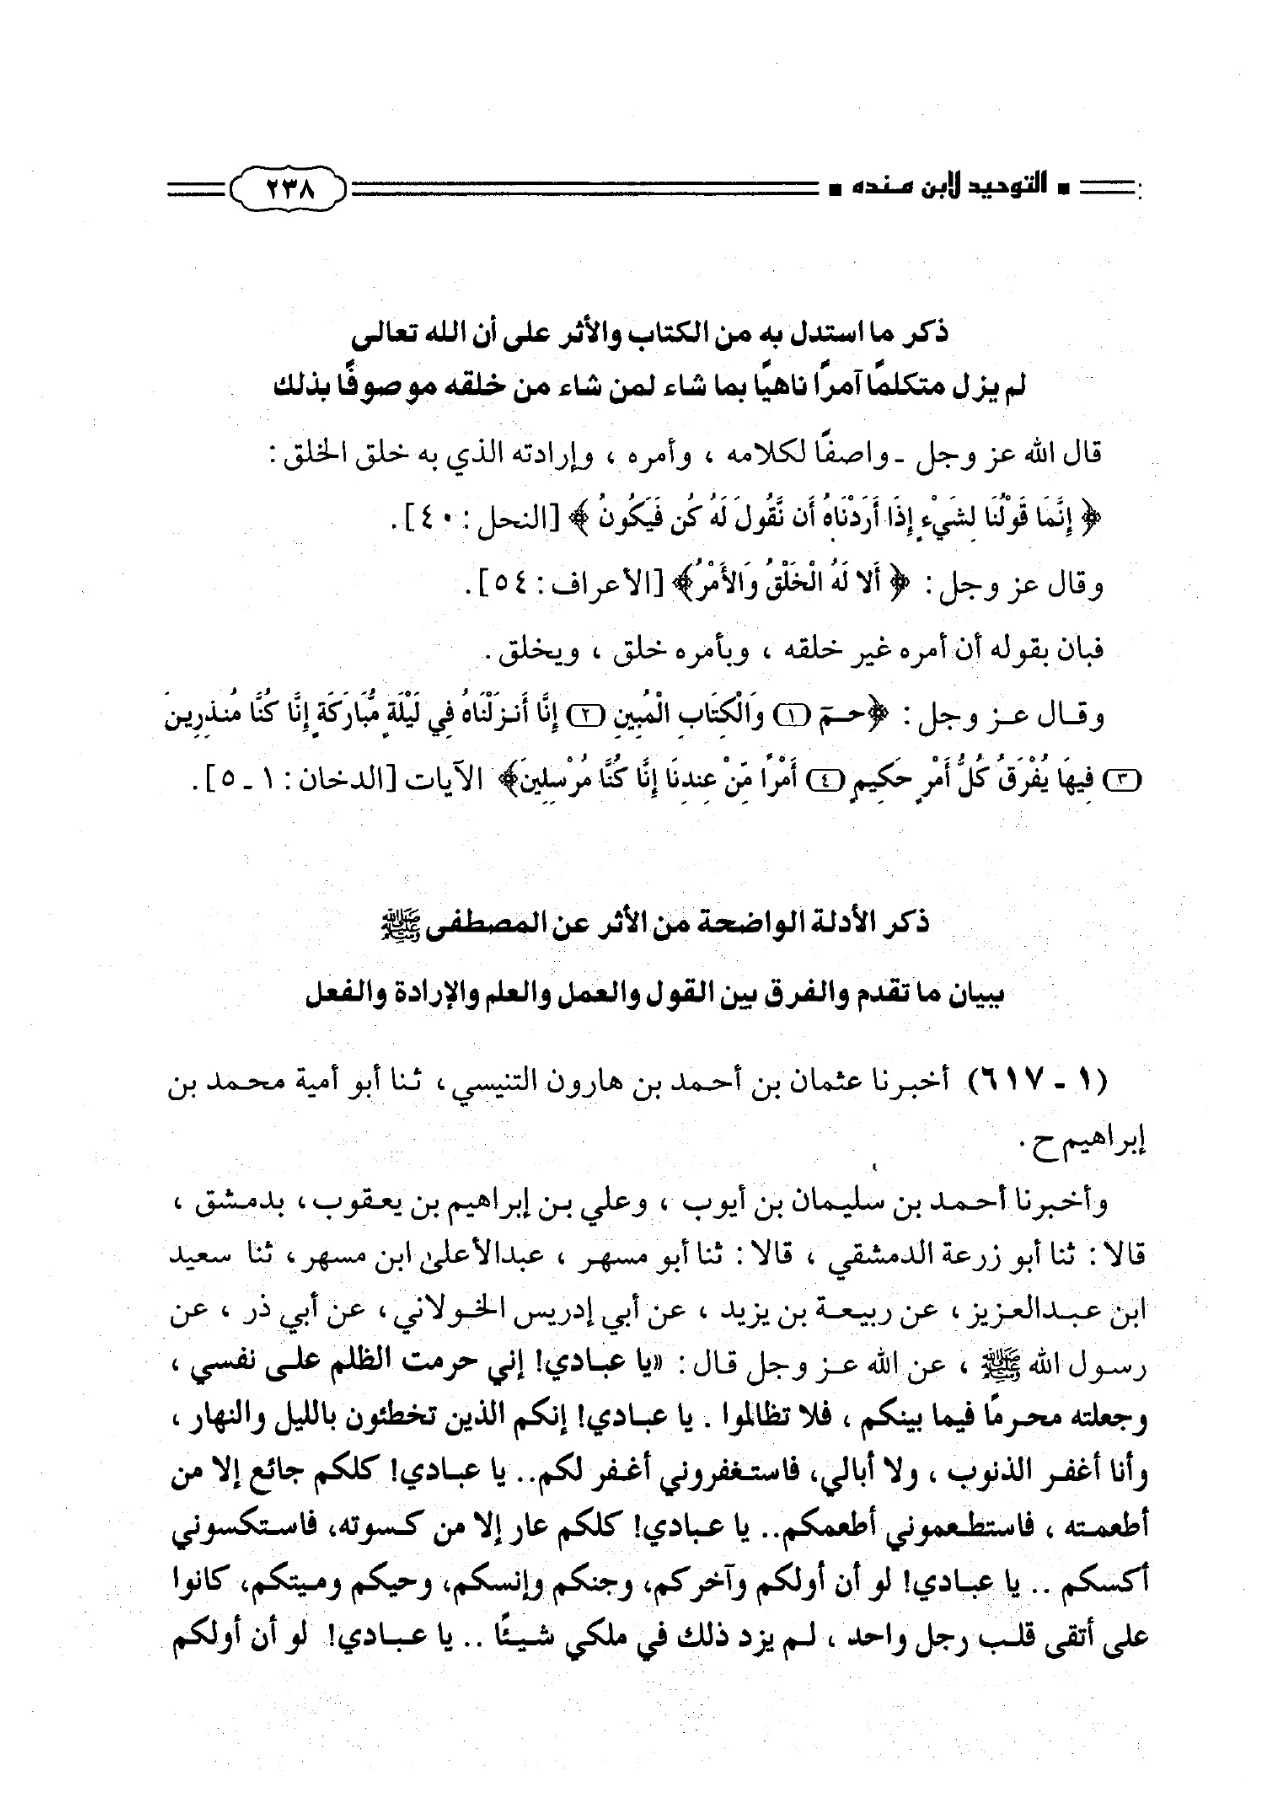 التوحيد لابن منده
٢٣٨
ذكر ما استدل به من الكتاب والأثر على أن الله تعالى
لم يزل متكلمًا آمرًا ناهيًا بما شاء لمن شاء من خلقه موصوفًا بذلك
قال الله عز وجل ـ واصفًا لكلامه ، وأمره ، وإرادته الذي به خلق الخلق :
﴿ إِنَّمَا قَوْلُنَا لِشَيْءٍ إِذَا أَرَدْنَاهُ أَن نَّقُولَ لَهُ كُن فَيَكُونُ ﴾ [النحل : ٤٠].
وقال عز وجل : ﴿ أَلا لَهُ الْخَلْقُ وَالأَمْرُ﴾ [الأعراف : ٥٤].
فبان بقوله أن أمره غير خلقه ، وبأمره خلق ، ويخلق .
وقال عز وجل : ﴿حـمٓ (١) وَالْكِتَابِ الْمُبِينِ (٢) إِنَّا أَنزَلْنَاهُ فِي لَيْلَةٍ مُّبَارَكَةٍ إِنَّا كُنَّا مُنذِرِينَ
(٣) فِيهَا يُفْرَقُ كُلُّ أَمْرٍ حَكِيمٍ (٤) أَمْرًا مِّنْ عِندِنَا إِنَّا كُنَّا مُرْسِلِينَ﴾ الآيات [الدخان : ١ ـ ٥].
ذكر الأدلة الواضحة من الأثر عن المصطفى ﷺ
ببيان ما تقدم والفرق بين القول والعمل والعلم والإرادة والفعل
(١ - ٦١٧) أخبرنا عثمان بن أحمد بن هارون التنيسي ، ثنا أبو أمية محمد بن
إبراهيم ح .
وأخبرنا أحمد بن سليمان بن أيوب ، وعلي بن إبراهيم بن يعقوب ، بدمشق ،
قالا : ثنا أبو زرعة الدمشقي ، قالا : ثنا أبو مسهر ، عبدالأعلىٰ ابن مسهر ، ثنا سعيد
ابن عبدالعزيز ، عن ربيعة بن يزيد ، عن أبي إدريس الخولاني ، عن أبي ذر ، عن
رسول الله ﷺ ، عن الله عز وجل قال : «يا عبادي! إني حرمت الظلم على نفسي ،
وجعلته محرمًا فيما بينكم ، فلا تظالموا . يا عبادي! إنكم الذين تخطئون بالليل والنهار ،
وأنا أغفر الذنوب ، ولا أبالي، فاستغفروني أغفر لكم.. يا عبادي! كلكم جائع إلا من
أطعمته ، فاستطعموني أطعمكم.. يا عبادي! كلكم عار إلا من كسوته، فاستكسوني
أكسكم .. يا عبادي! لو أن أولكم وآخركم، وجنكم وإنسكم، وحيكم وميتكم، كانوا
على أتقى قلب رجل واحد ، لم يزد ذلك في ملكي شيئًا .. يا عبادي! لو أن أولكم